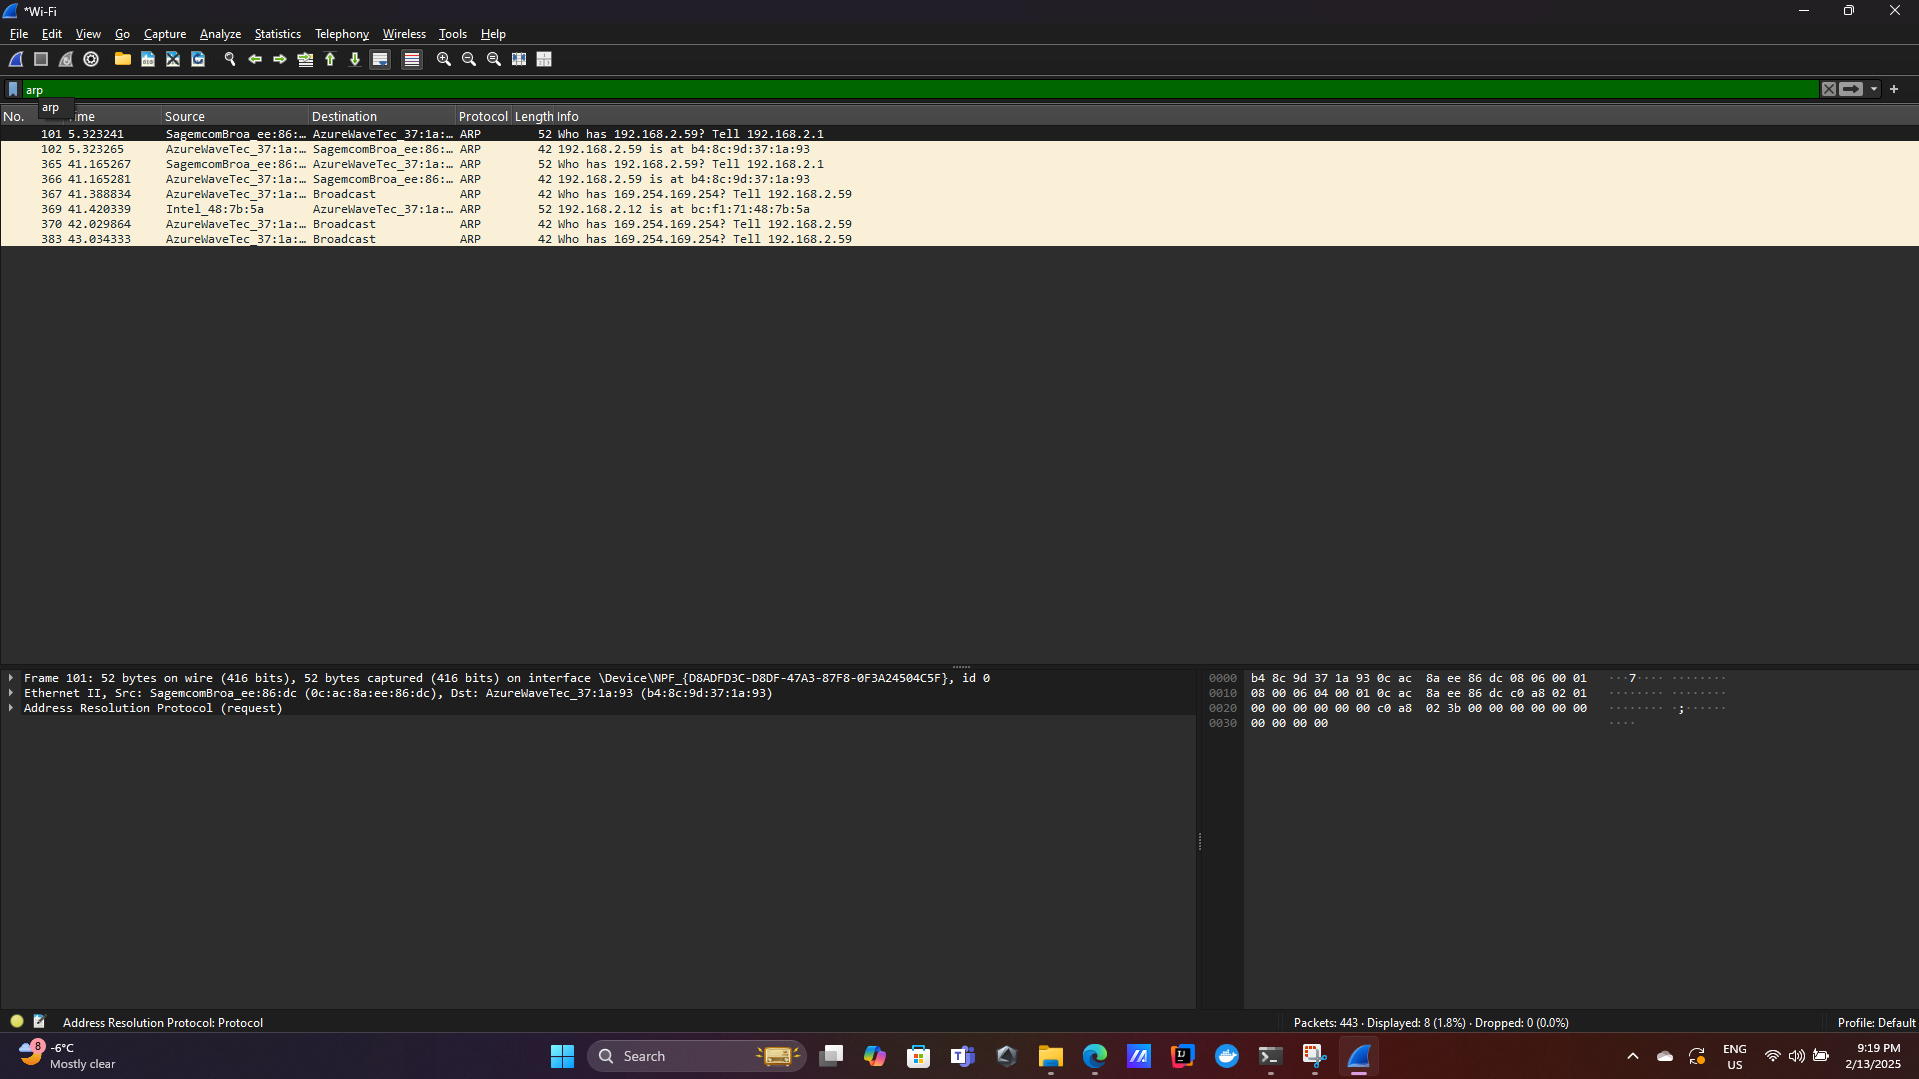 *Wi-Fi
File Edit View Go Capture Analyze Statistics Telephony Wireless Tools Help
arp
arp
No. Time Source Destination Protocol Length Info
101 5.323241 SagemcomBroa_ee:86:… AzureWaveTec_37:1a:… ARP 52 Who has 192.168.2.59? Tell 192.168.2.1
102 5.323265 AzureWaveTec_37:1a:… SagemcomBroa_ee:86:… ARP 42 192.168.2.59 is at b4:8c:9d:37:1a:93
365 41.165267 SagemcomBroa_ee:86:… AzureWaveTec_37:1a:… ARP 52 Who has 192.168.2.59? Tell 192.168.2.1
366 41.165281 AzureWaveTec_37:1a:… SagemcomBroa_ee:86:… ARP 42 192.168.2.59 is at b4:8c:9d:37:1a:93
367 41.388834 AzureWaveTec_37:1a:… Broadcast ARP 42 Who has 169.254.169.254? Tell 192.168.2.59
369 41.420339 Intel_48:7b:5a AzureWaveTec_37:1a:… ARP 52 192.168.2.12 is at bc:f1:71:48:7b:5a
370 42.029864 AzureWaveTec_37:1a:… Broadcast ARP 42 Who has 169.254.169.254? Tell 192.168.2.59
383 43.034333 AzureWaveTec_37:1a:… Broadcast ARP 42 Who has 169.254.169.254? Tell 192.168.2.59
Frame 101: 52 bytes on wire (416 bits), 52 bytes captured (416 bits) on interface \Device\NPF_{D8ADFD3C-D8DF-47A3-87F8-0F3A24504C5F}, id 0
Ethernet II, Src: SagemcomBroa_ee:86:dc (0c:ac:8a:ee:86:dc), Dst: AzureWaveTec_37:1a:93 (b4:8c:9d:37:1a:93)
Address Resolution Protocol (request)
0000 b4 8c 9d 37 1a 93 0c ac 8a ee 86 dc 08 06 00 01 ···7···· ········
0010 08 00 06 04 00 01 0c ac 8a ee 86 dc c0 a8 02 01 ········ ········
0020 00 00 00 00 00 00 c0 a8 02 3b 00 00 00 00 00 00 ········ ·;······
0030 00 00 00 00 ····
Address Resolution Protocol: Protocol
Packets: 443 · Displayed: 8 (1.8%) · Dropped: 0 (0.0%)
Profile: Default
8
-6°C
Mostly clear
Search
ENG
US
9:19 PM
2/13/2025